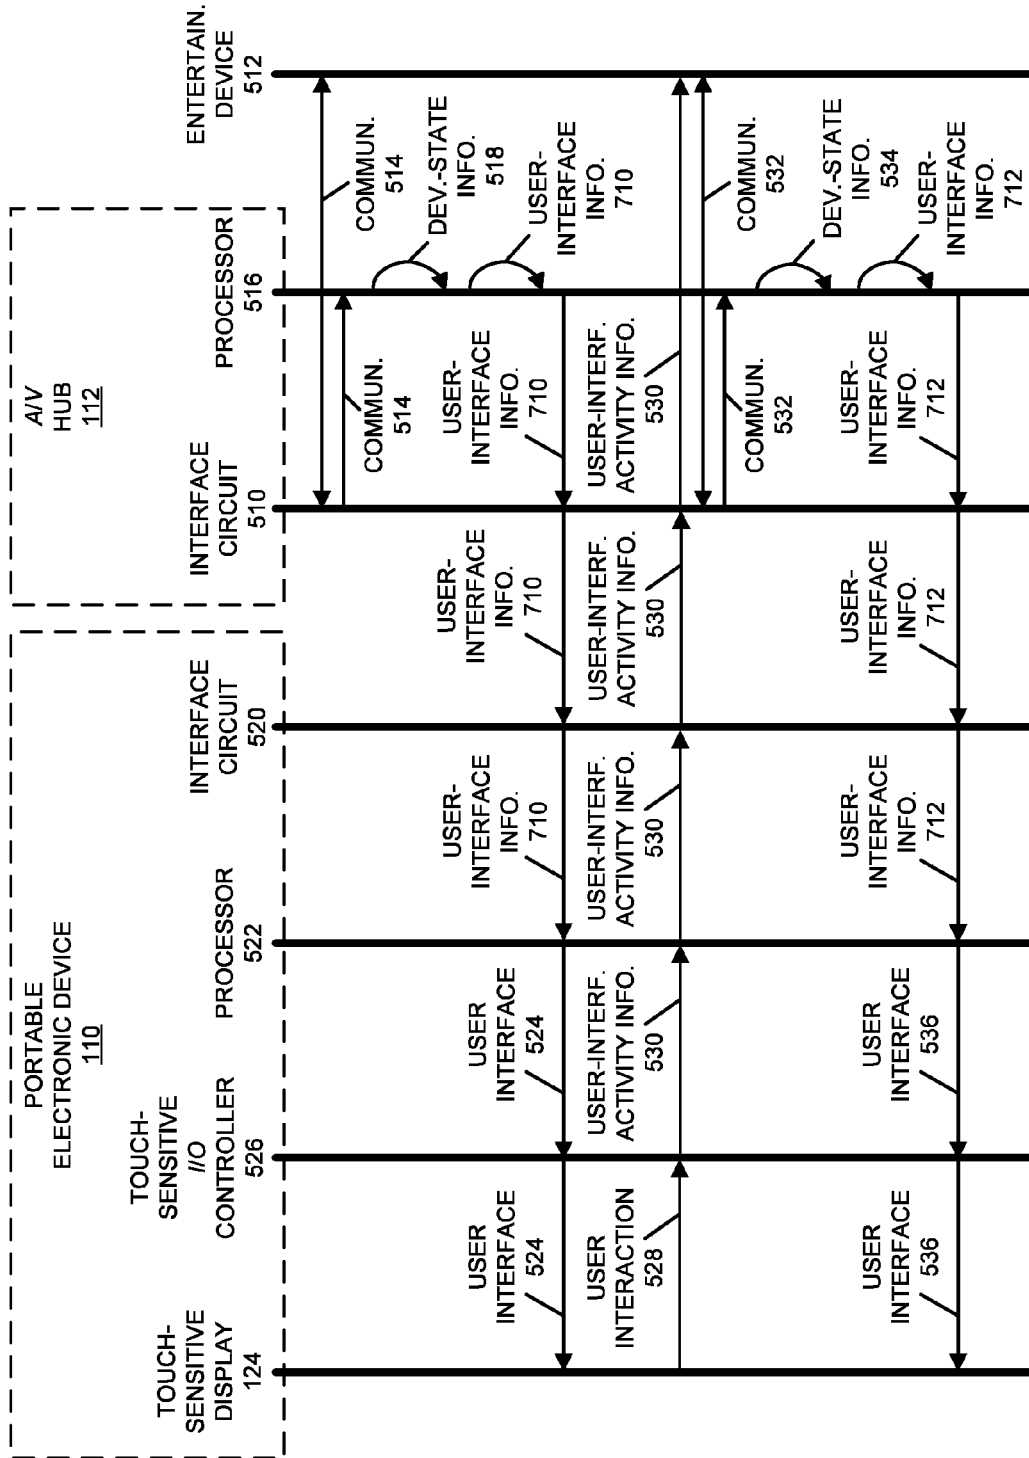 PORTABLE
ELECTRONIC DEVICE
110
A/V
HUB
112
TOUCH-
SENSITIVE
DISPLAY
124
TOUCH-
SENSITIVE
I/O
CONTROLLER
526
PROCESSOR
522
INTERFACE
CIRCUIT
520
INTERFACE
CIRCUIT
510
PROCESSOR
516
ENTERTAIN.
DEVICE
512
COMMUN.
514
COMMUN.
514
DEV.-STATE
INFO.
518
USER-
INTERFACE
INFO.
710
USER
INTERFACE
524
USER
INTERFACE
524
USER-
INTERFACE
INFO.
710
USER-
INTERFACE
INFO.
710
USER-
INTERFACE
INFO.
710
USER
INTERACTION
528
USER-INTERF.
ACTIVITY INFO.
530
USER-INTERF.
ACTIVITY INFO.
530
USER-INTERF.
ACTIVITY INFO.
530
USER-INTERF.
ACTIVITY INFO.
530
COMMUN.
532
COMMUN.
532
DEV.-STATE
INFO.
534
USER-
INTERFACE
INFO.
712
USER
INTERFACE
536
USER
INTERFACE
536
USER-
INTERFACE
INFO.
712
USER-
INTERFACE
INFO.
712
USER-
INTERFACE
INFO.
712